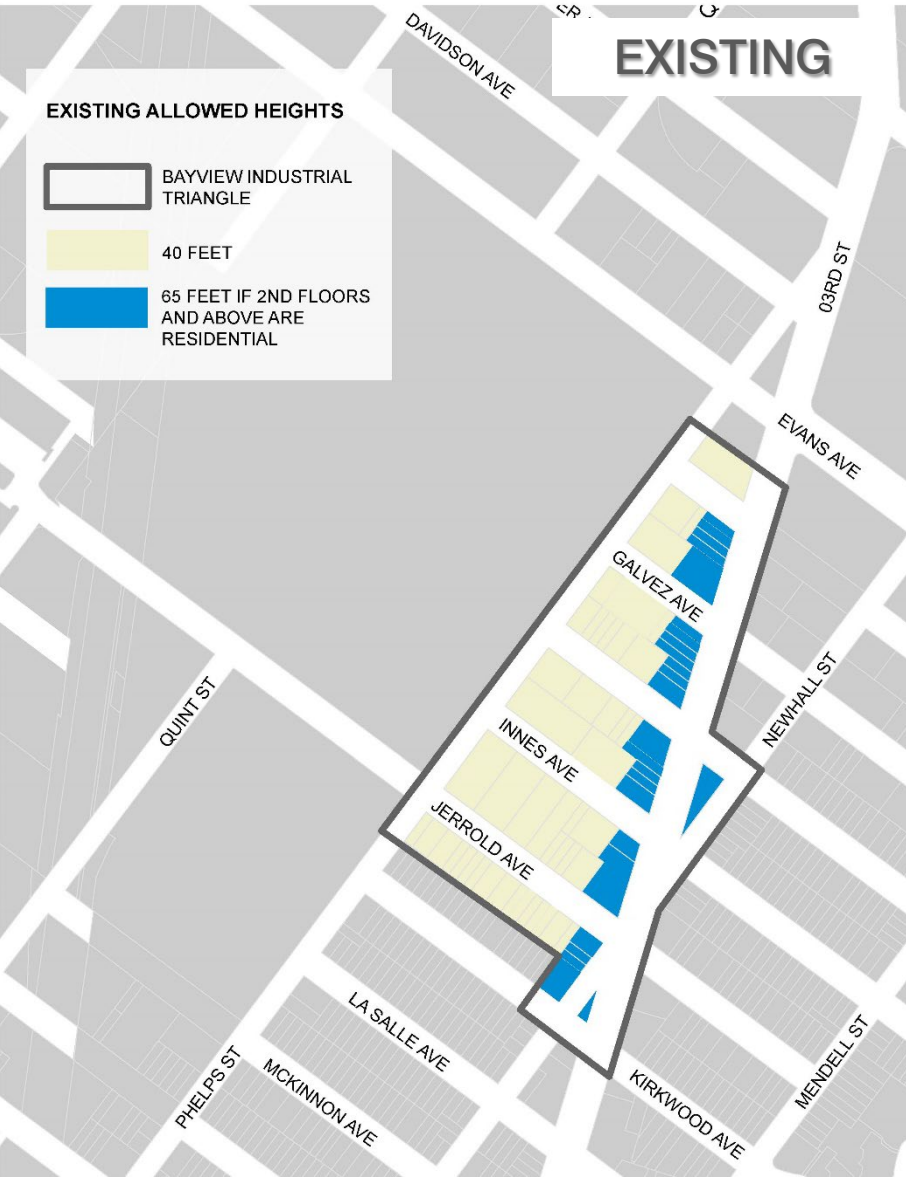 EXISTING
DAVIDSON AVE
EXISTING ALLOWED HEIGHTS
BAYVIEW INDUSTRIAL
TRIANGLE
40 FEET
65 FEET IF 2ND FLOORS
AND ABOVE ARE
RESIDENTIAL
03RD ST
EVANS AVE
GALVEZ AVE
NEWHALL ST
QUINT ST
INNES AVE
JERROLD AVE
LA SALLE AVE
MENDELL ST
PHELPS ST
MCKINNON AVE
KIRKWOOD AVE